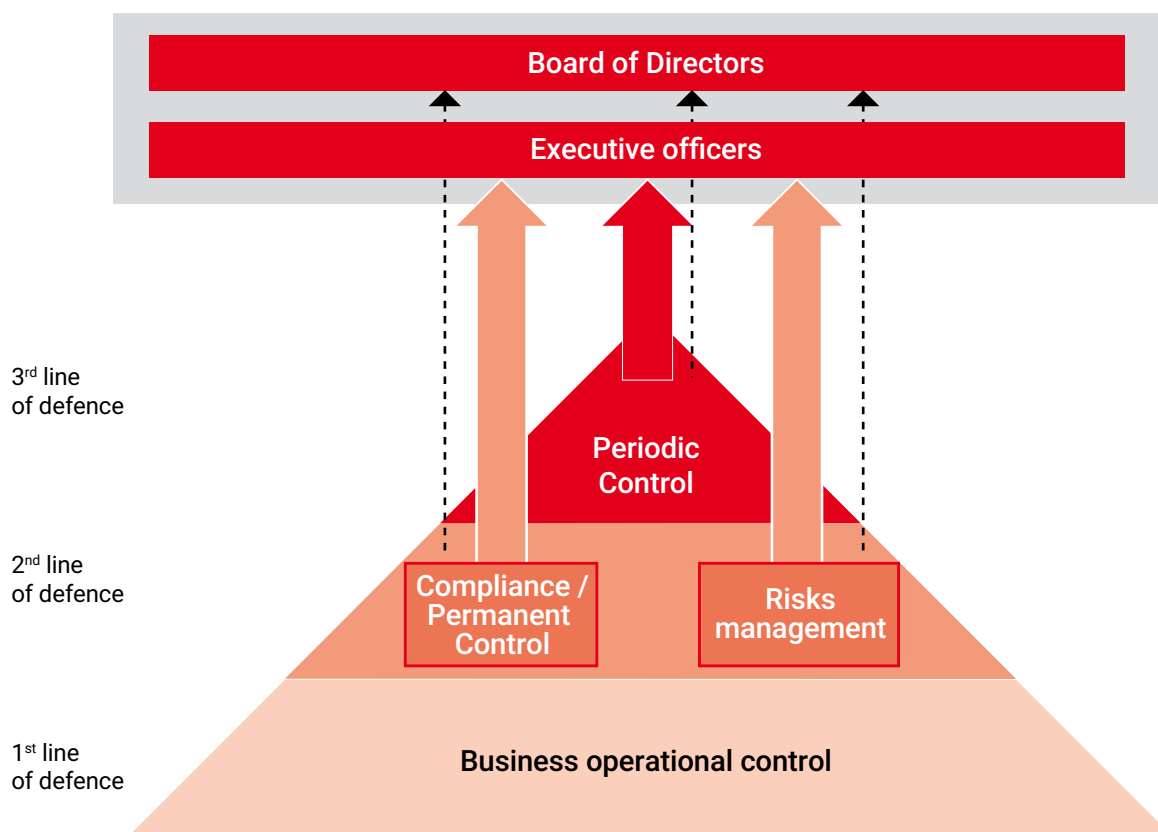 Board of Directors
Executive officers
3rd line
of defence
Periodic
Control
2nd line
of defence
Compliance /
Permanent
Control
Risks
management
1st line
of defence
Business operational control